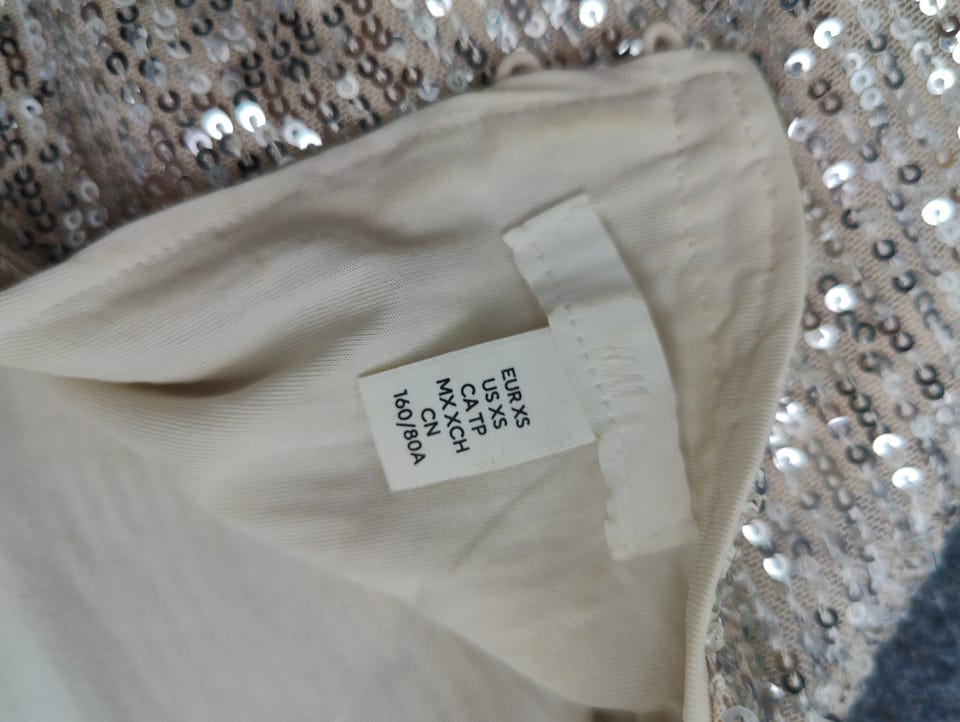 H&M
EUR XS
US XS
CA TP
MX XCH
CN
160/80A